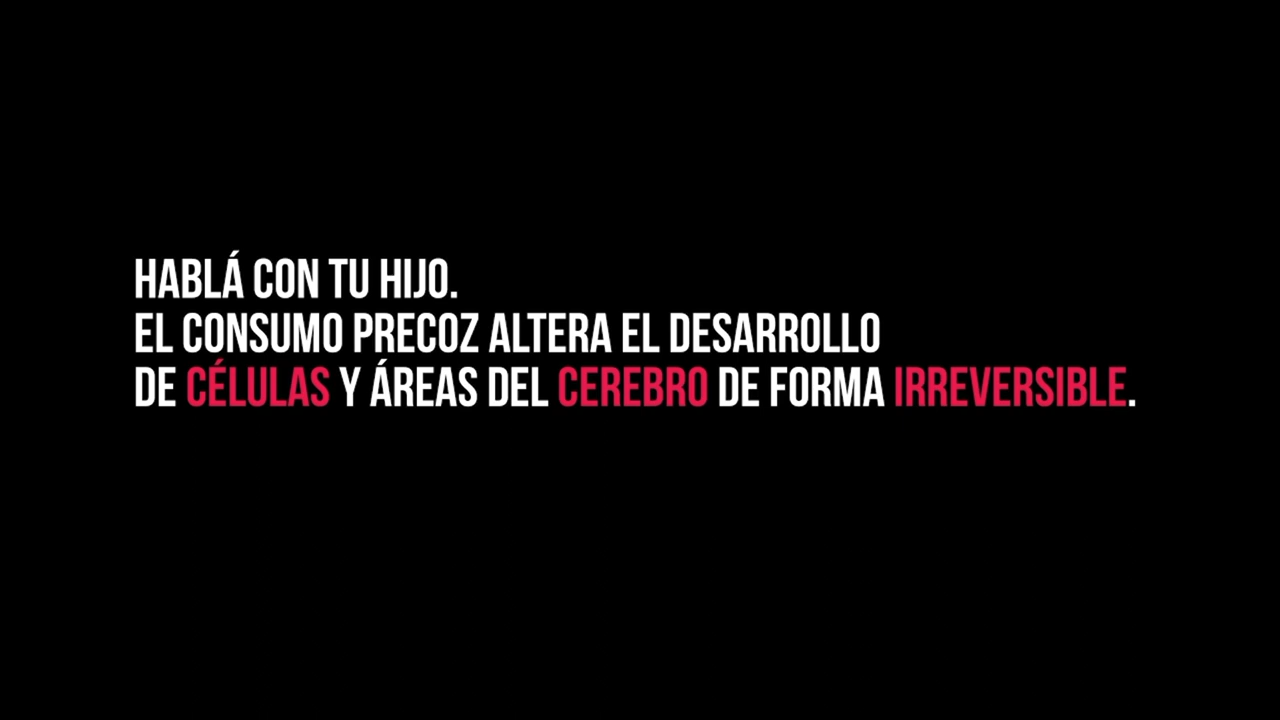 HABLÁ CON TU HIJO.
EL CONSUMO PRECOZ ALTERA EL DESARROLLO
DE CÉLULAS Y ÁREAS DEL CEREBRO DE FORMA IRREVERSIBLE.